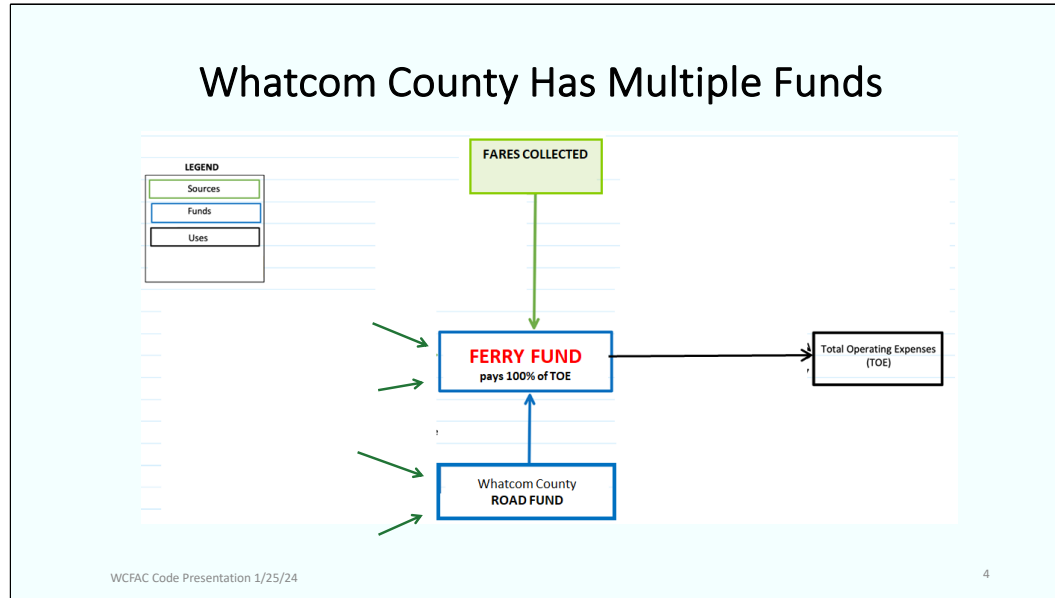 Whatcom County Has Multiple Funds
FARES COLLECTED
LEGEND
Sources
Funds
Uses
FERRY FUND
pays 100% of TOE
Total Operating Expenses
(TOE)
e
Whatcom County
ROAD FUND
WCFAC Code Presentation 1/25/24
4